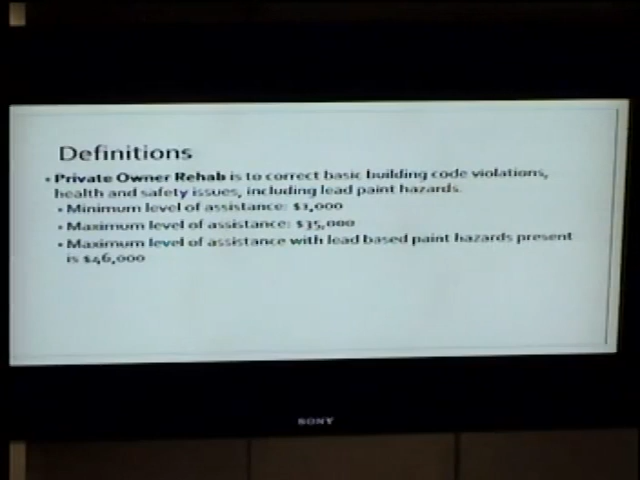 Definitions
• Private Owner Rehab is to correct basic building code violations,
health and safety issues, including lead paint hazards.
• Minimum level of assistance: $1,000
• Maximum level of assistance: $35,000
• Maximum level of assistance with lead based paint hazards present
is $46,000
SONY